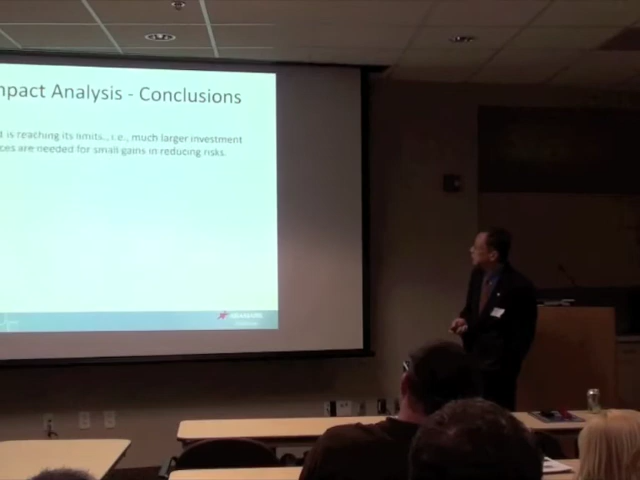 mpact Analysis - Conclusions
is reaching its limits., i.e., much larger investment
ces are needed for small gains in reducing risks.